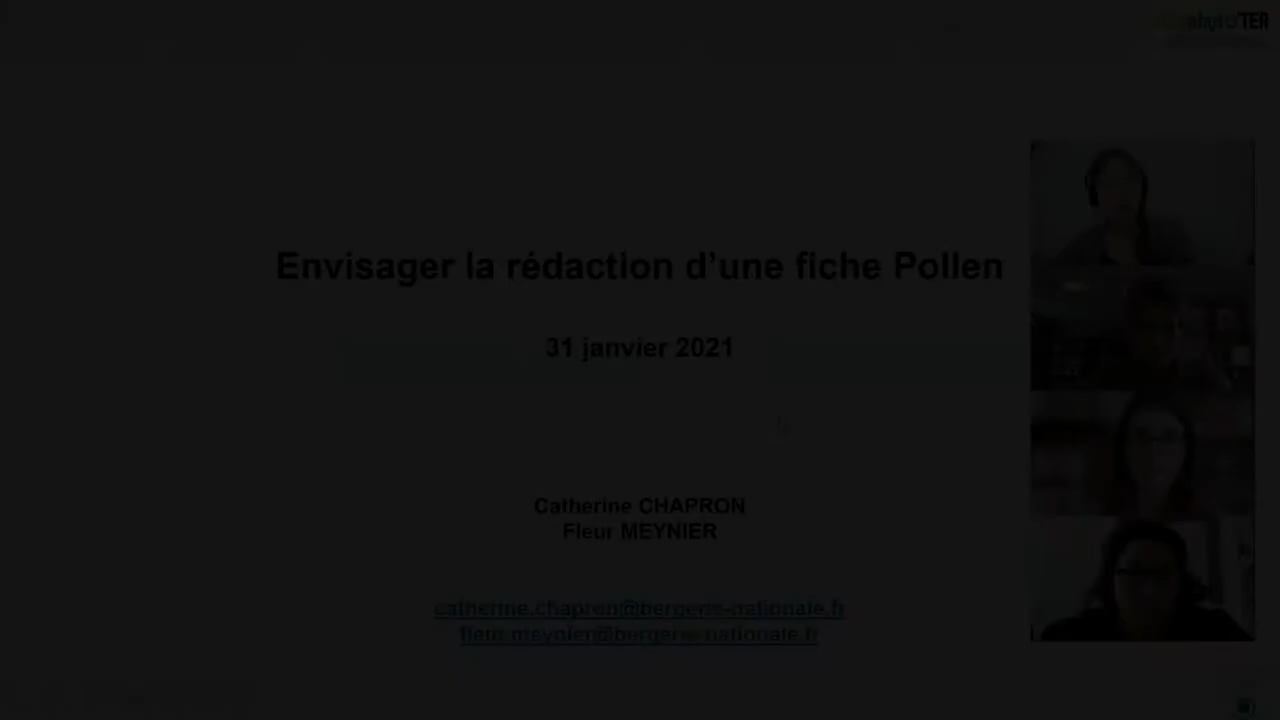 Envisager la rédaction d'une fiche Pollen
31 janvier 2021
Catherine CHAPRON
Fleur MEYNIER
catherine.chapron@bergerie-nationale.fr
fleur.meynier@bergerie-nationale.fr